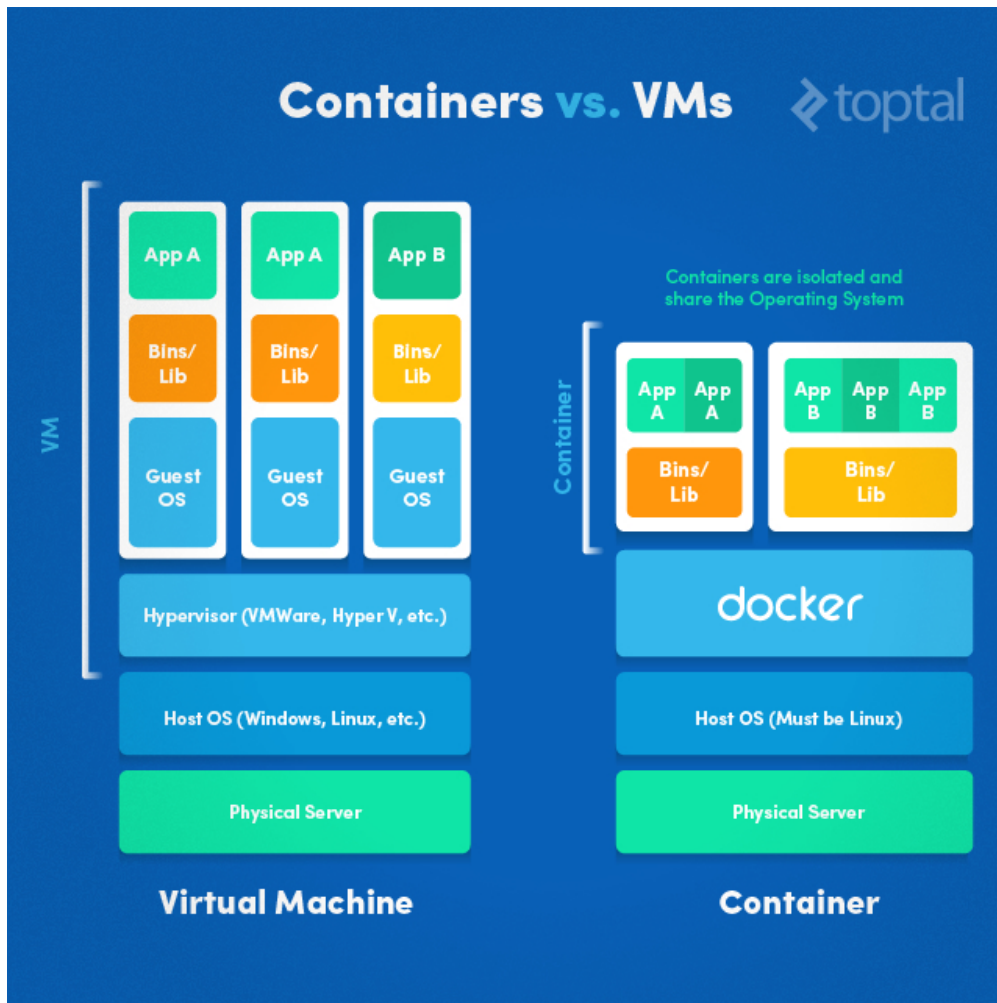 Containers vs. VMs
toptal
VM
App A
App A
App B
Bins/
Lib
Bins/
Lib
Bins/
Lib
Guest
OS
Guest
OS
Guest
OS
Hypervisor (VMWare, Hyper V, etc.)
Host OS (Windows, Linux, etc.)
Physical Server
Virtual Machine
Containers are isolated and
share the Operating System
Container
App
A
App
A
App
B
App
B
App
B
Bins/
Lib
Bins/
Lib
docker
Host OS (Must be Linux)
Physical Server
Container